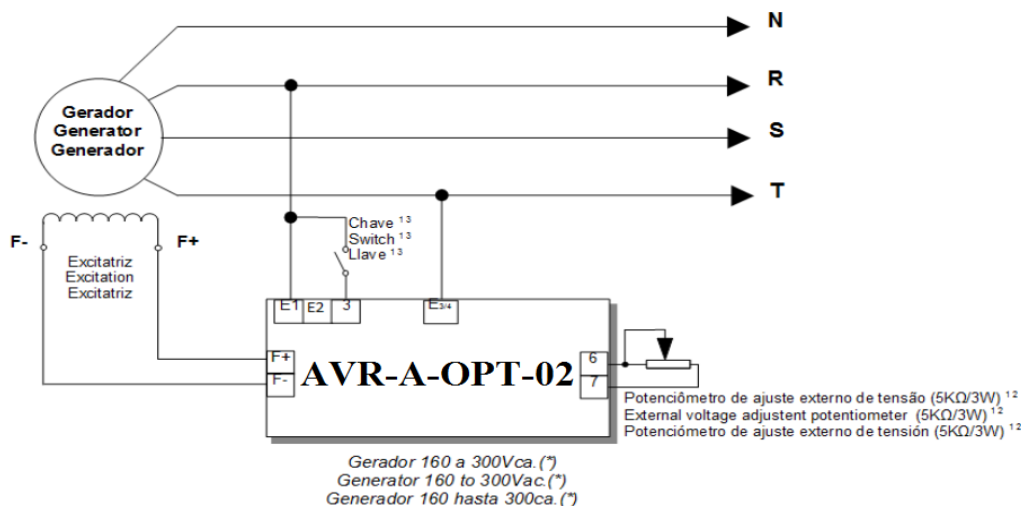 N
R
Gerador
Generator
Generador
S
T
F-
F+
Excitatriz
Excitation
Excitatriz
Chave ¹³
Switch ¹³
Llave ¹³
E1
E2
3
E3/4
F+
F-
AVR-A-OPT-02
6
7
Potenciômetro de ajuste externo de tensão (5KΩ/3W) ¹²
External voltage adjustent potentiometer (5KΩ/3W) ¹²
Potenciómetro de ajuste externo de tensión (5KΩ/3W) ¹²
Gerador 160 a 300Vca.(*)
Generator 160 to 300Vac.(*)
Generador 160 hasta 300ca.(*)